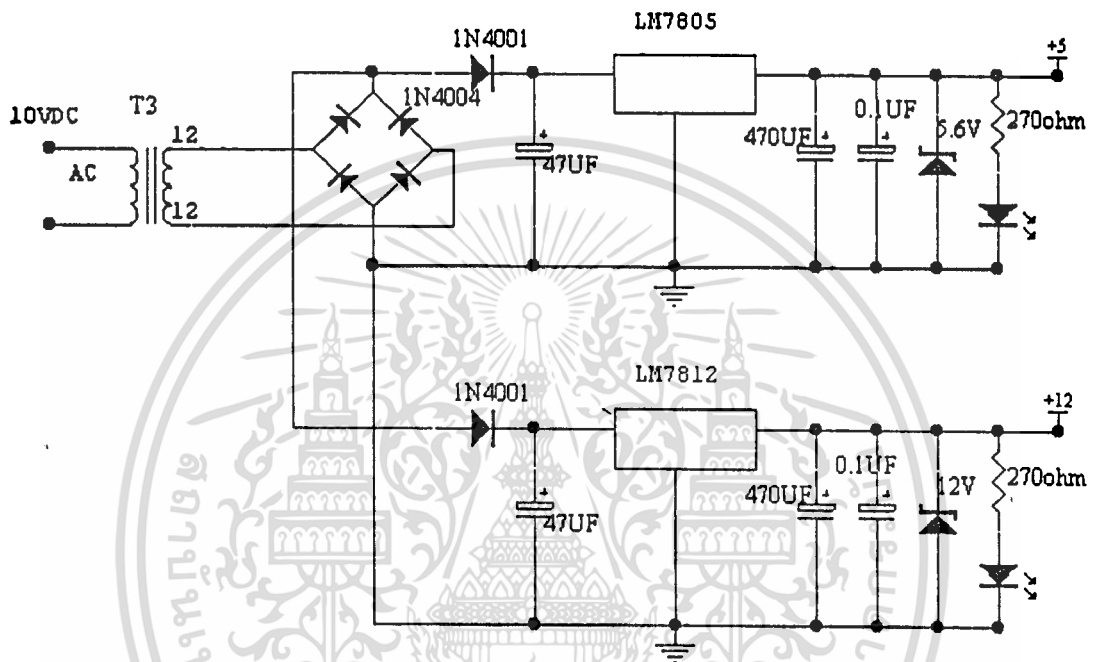 LM7805
1N4001
+5
1N4004
T3
10VDC
12
0.1UF
5.6V
270ohm
470UF
47UF
AC
12
LM7812
1N4001
+12
0.1UF
270ohm
12V
470UF
47UF